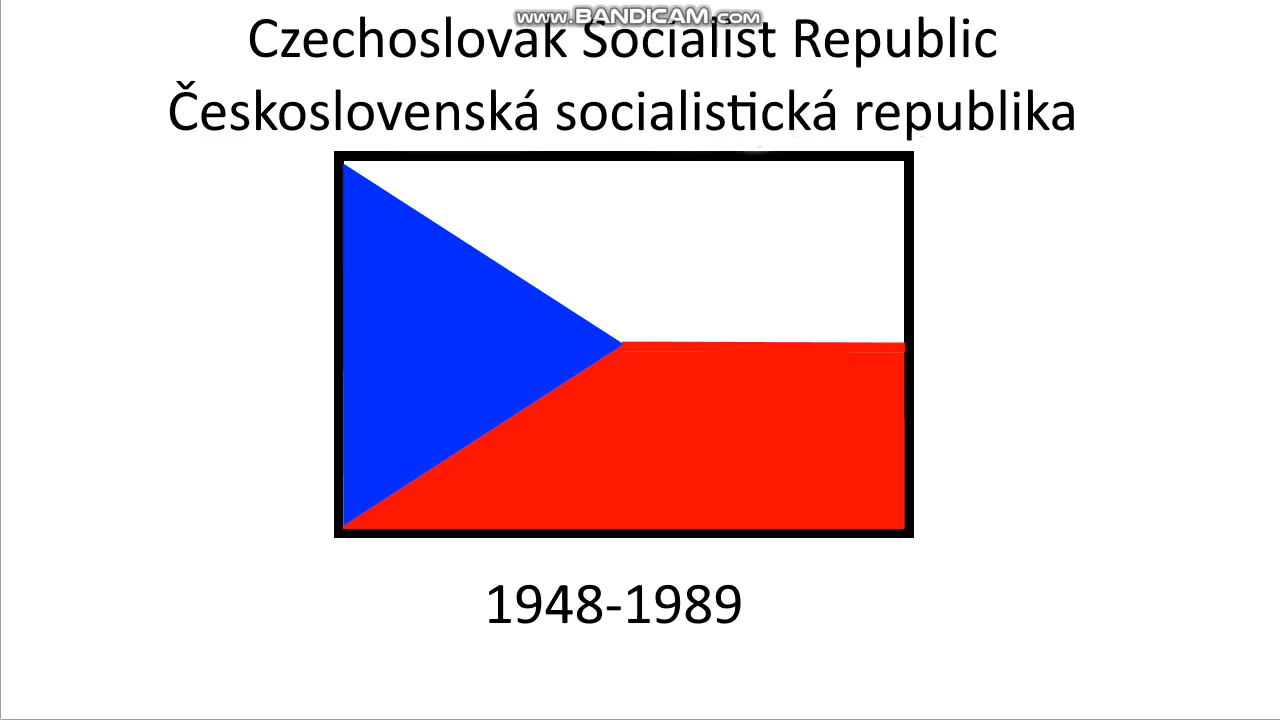 www.BANDICAM.com
Czechoslovak Socialist Republic
Československá socialistická republika
1948-1989